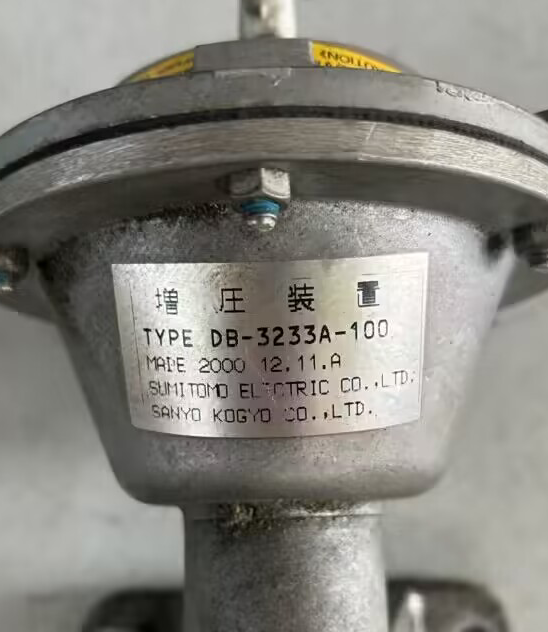 増圧装置
TYPE DB-3233A-100
MADE 2000 12.11.A
SUMITOMO ELECTRIC CO.,LTD.
SANYO KOGYO CO.,LTD.